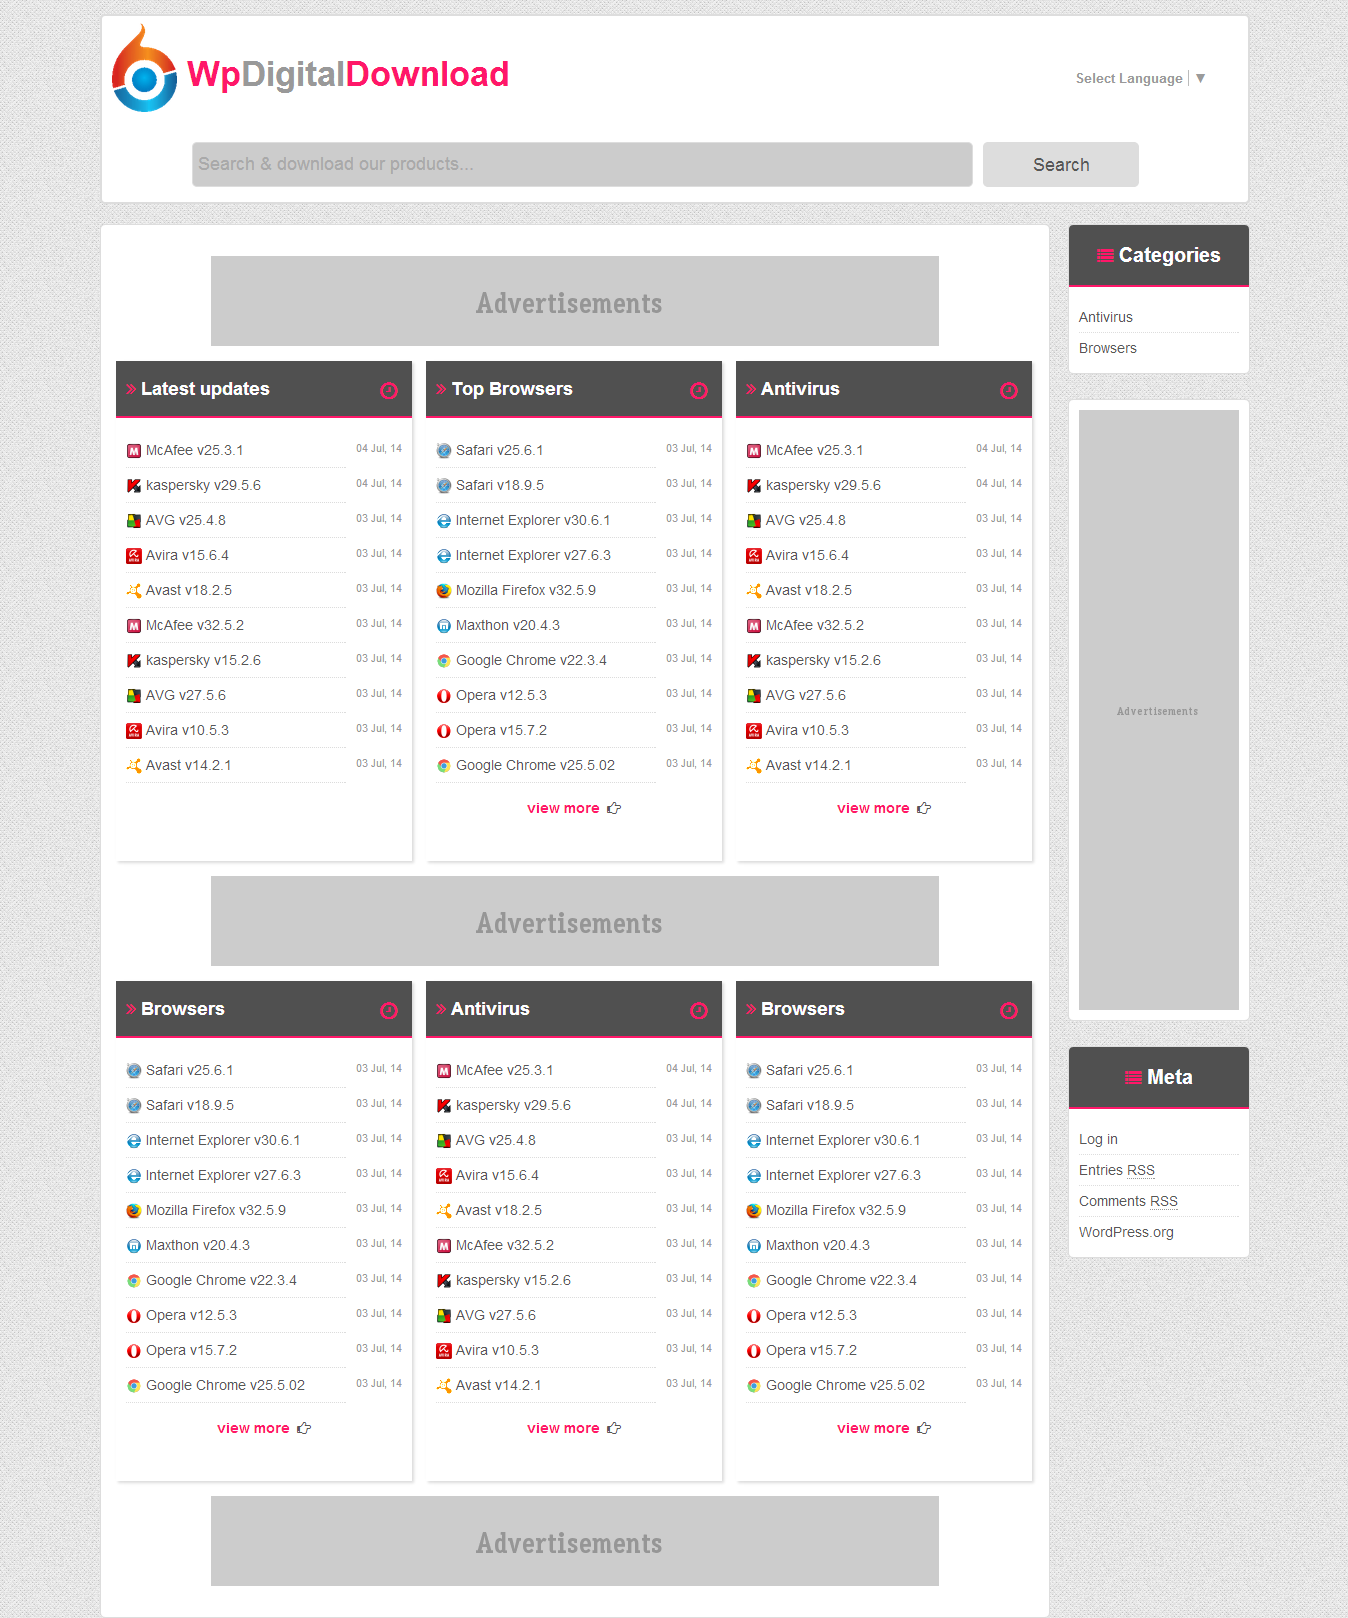 WpDigitalDownload
Select Language ▼
Search & download our products...
Search
Advertisements
Latest updates
McAfee v25.3.1 04 Jul, 14
kaspersky v29.5.6 04 Jul, 14
AVG v25.4.8 03 Jul, 14
Avira v15.6.4 03 Jul, 14
Avast v18.2.5 03 Jul, 14
McAfee v32.5.2 03 Jul, 14
kaspersky v15.2.6 03 Jul, 14
AVG v27.5.6 03 Jul, 14
Avira v10.5.3 03 Jul, 14
Avast v14.2.1 03 Jul, 14
Top Browsers
Safari v25.6.1 03 Jul, 14
Safari v18.9.5 03 Jul, 14
Internet Explorer v30.6.1 03 Jul, 14
Internet Explorer v27.6.3 03 Jul, 14
Mozilla Firefox v32.5.9 03 Jul, 14
Maxthon v20.4.3 03 Jul, 14
Google Chrome v22.3.4 03 Jul, 14
Opera v12.5.3 03 Jul, 14
Opera v15.7.2 03 Jul, 14
Google Chrome v25.5.02 03 Jul, 14
view more
Antivirus
McAfee v25.3.1 04 Jul, 14
kaspersky v29.5.6 04 Jul, 14
AVG v25.4.8 03 Jul, 14
Avira v15.6.4 03 Jul, 14
Avast v18.2.5 03 Jul, 14
McAfee v32.5.2 03 Jul, 14
kaspersky v15.2.6 03 Jul, 14
AVG v27.5.6 03 Jul, 14
Avira v10.5.3 03 Jul, 14
Avast v14.2.1 03 Jul, 14
view more
Advertisements
Browsers
Safari v25.6.1 03 Jul, 14
Safari v18.9.5 03 Jul, 14
Internet Explorer v30.6.1 03 Jul, 14
Internet Explorer v27.6.3 03 Jul, 14
Mozilla Firefox v32.5.9 03 Jul, 14
Maxthon v20.4.3 03 Jul, 14
Google Chrome v22.3.4 03 Jul, 14
Opera v12.5.3 03 Jul, 14
Opera v15.7.2 03 Jul, 14
Google Chrome v25.5.02 03 Jul, 14
view more
Antivirus
McAfee v25.3.1 04 Jul, 14
kaspersky v29.5.6 04 Jul, 14
AVG v25.4.8 03 Jul, 14
Avira v15.6.4 03 Jul, 14
Avast v18.2.5 03 Jul, 14
McAfee v32.5.2 03 Jul, 14
kaspersky v15.2.6 03 Jul, 14
AVG v27.5.6 03 Jul, 14
Avira v10.5.3 03 Jul, 14
Avast v14.2.1 03 Jul, 14
view more
Browsers
Safari v25.6.1 03 Jul, 14
Safari v18.9.5 03 Jul, 14
Internet Explorer v30.6.1 03 Jul, 14
Internet Explorer v27.6.3 03 Jul, 14
Mozilla Firefox v32.5.9 03 Jul, 14
Maxthon v20.4.3 03 Jul, 14
Google Chrome v22.3.4 03 Jul, 14
Opera v12.5.3 03 Jul, 14
Opera v15.7.2 03 Jul, 14
Google Chrome v25.5.02 03 Jul, 14
view more
Advertisements
Categories
Antivirus
Browsers
Advertisements
Meta
Log in
Entries RSS
Comments RSS
WordPress.org